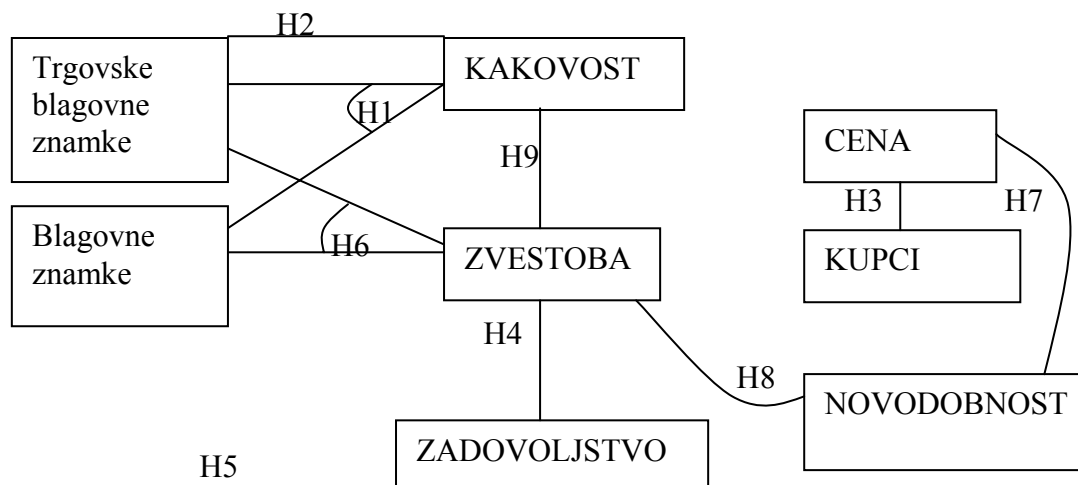 H2
Trgovske
blagovne
znamke
KAKOVOST
H1
CENA
H9
H3
H7
Blagovne
znamke
H6
ZVESTOBA
KUPCI
H4
H8
NOVODOBNOST
ZADOVOLJSTVO
H5